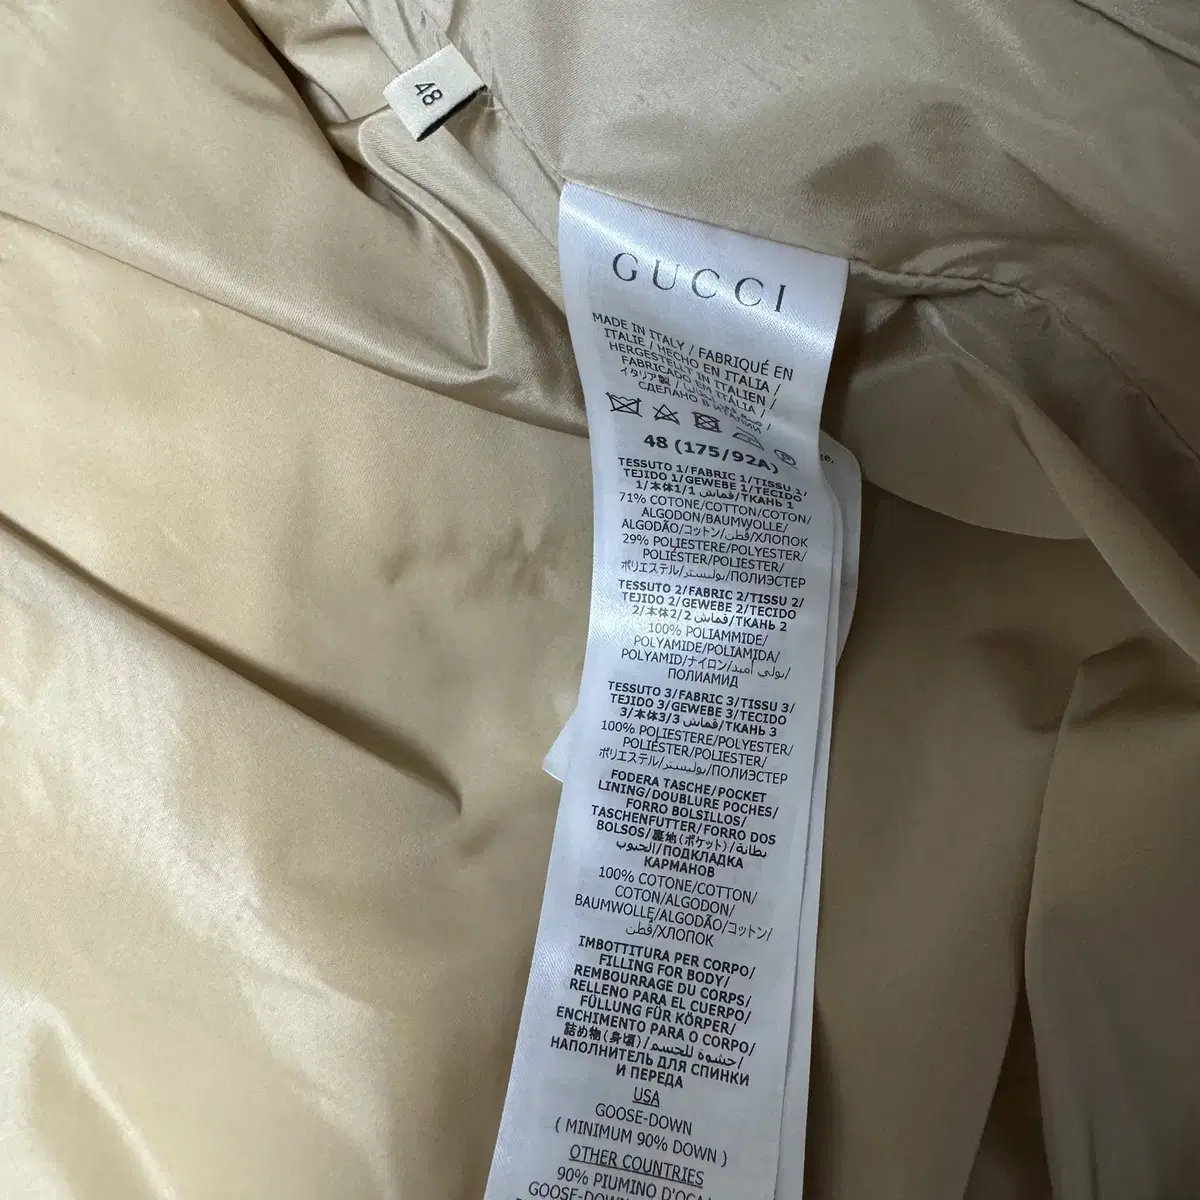 48
GUCCI
MADE IN ITALY / FABRIQUÉ EN
ITALIE / HECHO EN ITALIA /
HERGESTELLT IN ITALIEN /
FABRICADO EN ITÁLIA /
イタリア製 /
СДЕЛАНО В ИТАЛИИ
48 (175/92A)
TESSUTO 1/FABRIC 1/TISSU 1/
TEJIDO 1/GEWEBE 1/TECIDO
1/本体1/1 قماش/ТКАНЬ 1
71% COTONE/COTTON/COTON/
ALGODON/BAUMWOLLE/
ALGODÃO/コットン/قطن/ХЛОПОК
29% POLIESTERE/POLYESTER/
POLIÉSTER/POLIESTER/
ポリエステル/بوليستر/ПОЛИЭСТЕР
TESSUTO 2/FABRIC 2/TISSU 2/
TEJIDO 2/GEWEBE 2/TECIDO
2/本体2/2 قماش/ТКАНЬ 2
100% POLIAMMIDE/
POLYAMIDE/POLIAMIDA/
POLYAMID/ナイロン/بولي أميد/
ПОЛИАМИД
TESSUTO 3/FABRIC 3/TISSU 3/
TEJIDO 3/GEWEBE 3/TECIDO
3/本体3/3 قماش/ТКАНЬ 3
100% POLIESTERE/POLYESTER/
POLIÉSTER/POLIESTER/
ポリエステル/بوليستر/ПОЛИЭСТЕР
FODERA TASCHE/POCKET
LINING/DOUBLURE POCHES/
FORRO BOLSILLOS/
TASCHENFUTTER/FORRO DOS
BOLSOS/裏地(ポケット)/بطانة
الجيوب/ПОДКЛАДКА
КАРМАНОВ
100% COTONE/COTTON/
COTON/ALGODON/
BAUMWOLLE/ALGODÃO/コットン/
قطن/ХЛОПОК
IMBOTTITURA PER CORPO/
FILLING FOR BODY/
REMBOURRAGE DU CORPS/
RELLENO PARA EL CUERPO/
FÜLLUNG FÜR KÖRPER/
ENCHIMENTO PARA O CORPO/
詰め物(身頃)/حشوة للجسم/
НАПОЛНИТЕЛЬ ДЛЯ СПИНКИ
И ПЕРЕДА
USA
GOOSE-DOWN
( MINIMUM 90% DOWN )
OTHER COUNTRIES
90% PIUMINO D'OCA/